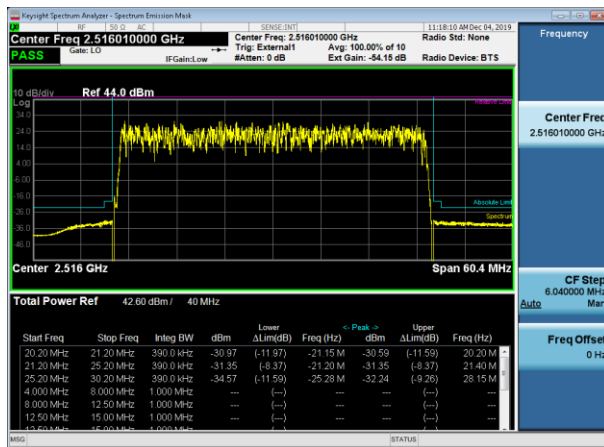 Keysight Spectrum Analyzer - Spectrum Emission Mask
RF 50 Ω AC SENSE:INT 11:18:10 AM Dec 04, 2019
Center Freq 2.516010000 GHz Center Freq: 2.516010000 GHz Radio Std: None
Gate: LO Trig: External1 Avg: 100.00% of 10
PASS IFGain:Low #Atten: 0 dB Ext Gain: -54.15 dB Radio Device: BTS
10 dB/div Ref 44.0 dBm
Log
Relative Limit
34.0
24.0
14.0
4.00
-6.00
-16.0
Absolute Limit
-26.0
Spectrum
-36.0
-46.0
Center 2.516 GHz Span 60.4 MHz
Total Power Ref 42.60 dBm / 40 MHz
Lower <- Peak -> Upper
Start Freq Stop Freq Integ BW dBm ΔLim(dB) Freq (Hz) dBm ΔLim(dB) Freq (Hz)
20.20 MHz 21.20 MHz 390.0 kHz -30.97 (-11.97) -21.15 M -30.59 (-11.59) 20.20 M
21.20 MHz 25.20 MHz 390.0 kHz -31.35 (-8.37) -21.20 M -31.35 (-8.37) 21.40 M
25.20 MHz 30.20 MHz 390.0 kHz -34.57 (-11.59) -25.28 M -32.24 (-9.26) 28.15 M
4.000 MHz 8.000 MHz 1.000 MHz --- (---) --- (---)
8.000 MHz 12.50 MHz 1.000 MHz --- (---) --- (---)
12.50 MHz 15.00 MHz 1.000 MHz --- (---) --- (---)
MSG STATUS
Frequency
Center Freq
2.516010000 GHz
CF Step
6.040000 MHz
Auto Man
Freq Offset
0 Hz